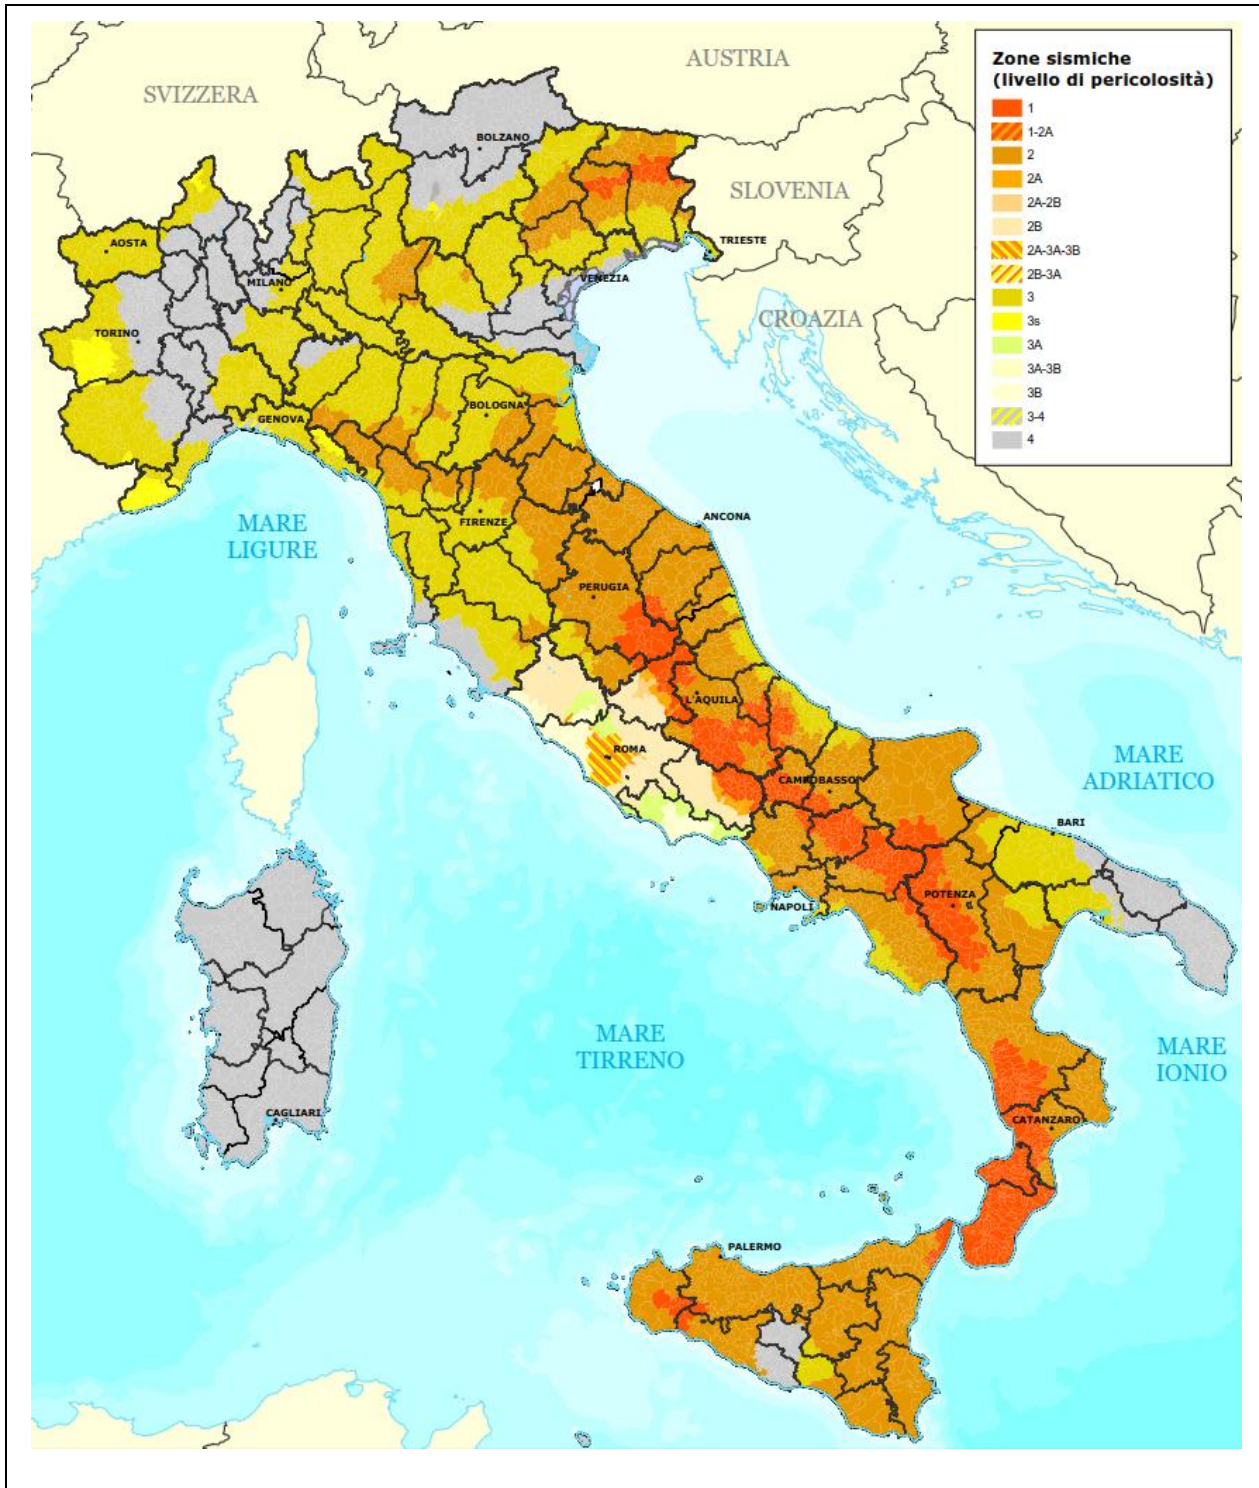 AUSTRIA
SVIZZERA
Zone sismiche
(livello di pericolosità)
1
1-2A
2
2A
2A-2B
2B
2A-3A-3B
2B-3A
3
3s
3A
3A-3B
3B
3-4
4
BOLZANO
SLOVENIA
AOSTA
TRIESTE
MILANO
VENEZIA
CROAZIA
TORINO
BOLOGNA
GENOVA
MARE
LIGURE
FIRENZE
ANCONA
PERUGIA
L'AQUILA
ROMA
CAMPOBASSO
MARE
ADRIATICO
BARI
NAPOLI
POTENZA
MARE
TIRRENO
MARE
IONIO
CAGLIARI
CATANZARO
PALERMO